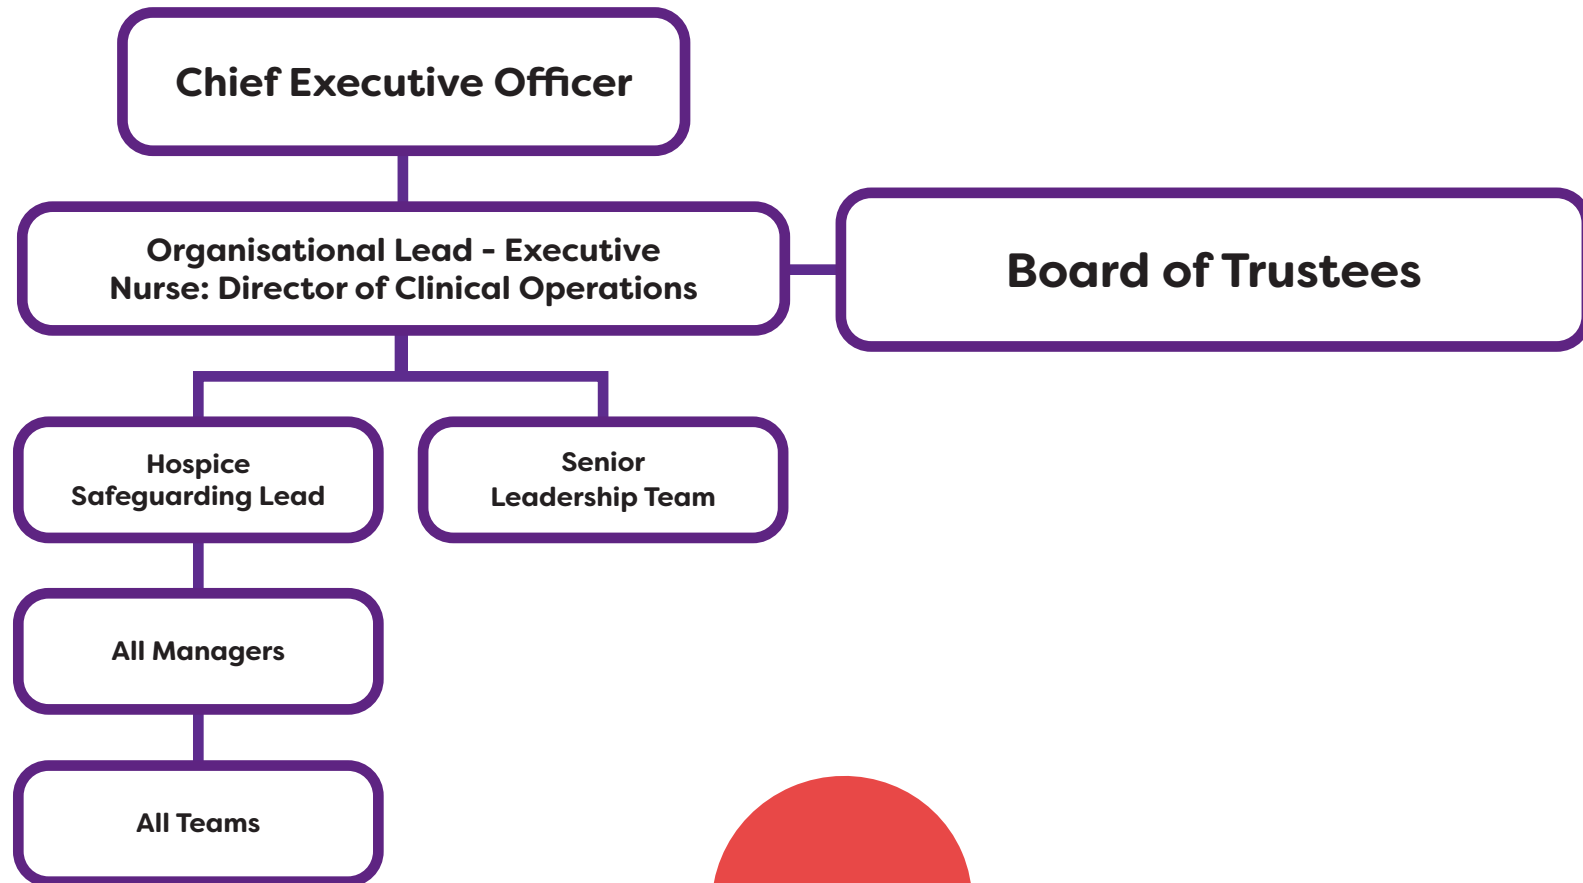 Chief Executive Officer
Organisational Lead - Executive
Nurse: Director of Clinical Operations
Board of Trustees
Hospice
Safeguarding Lead
Senior
Leadership Team
All Managers
All Teams